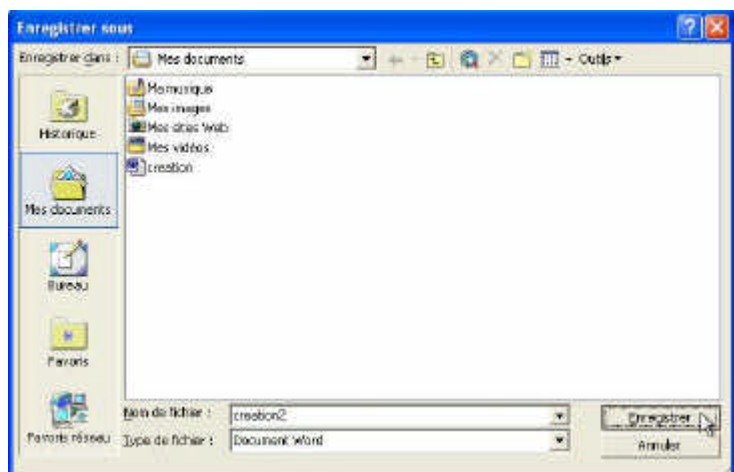 Enregistrer sous
Enregistrer dans :
Mes documents
Outils
Ma musique
Mes images
Mes sites Web
Mes vidéos
creation
Historique
Mes documents
Bureau
Favoris
Favoris réseau
Nom de fichier :
creation2
Enregistrer
Type de fichier :
Document Word
Annuler